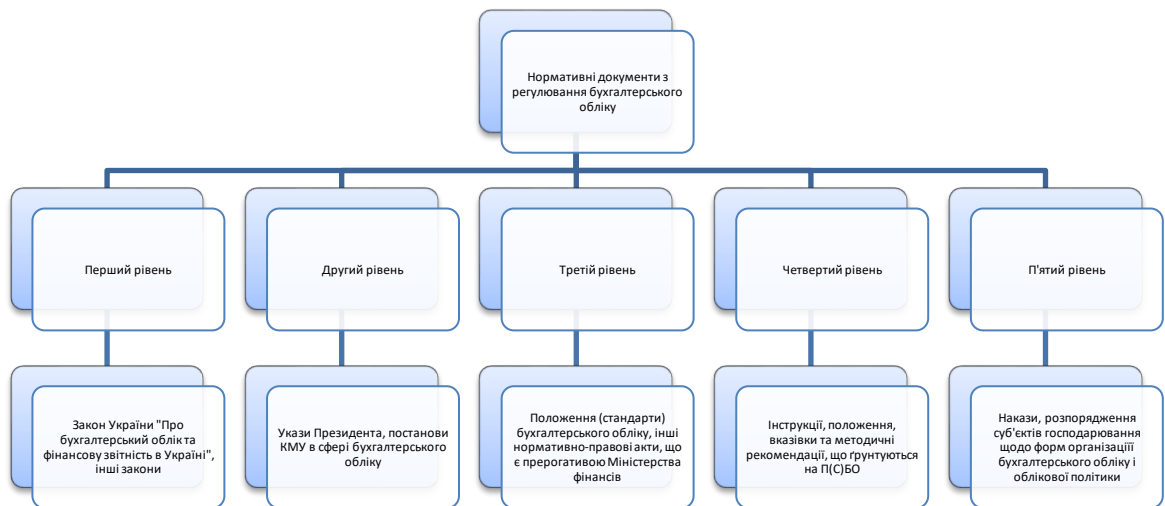 Нормативні документи з
регулювання бухгалтерського
обліку
Перший рівень
Другий рівень
Третій рівень
Четвертий рівень
П'ятий рівень
Закон України "Про
бухгалтерський облік та
фінансову звітність в Україні",
інші закони
Укази Президента, постанови
КМУ в сфері бухгалтерського
обліку
Положення (стандарти)
бухгалтерського обліку, інші
нормативно-правові акти, що
є прерогативою Міністерства
фінансів
Інструкції, положення,
вказівки та методичні
рекомендації, що ґрунтуються
на П(С)БО
Накази, розпорядження
суб'єктів господарювання
щодо форм організаціїї
бухгалтерського обліку і
облікової політики